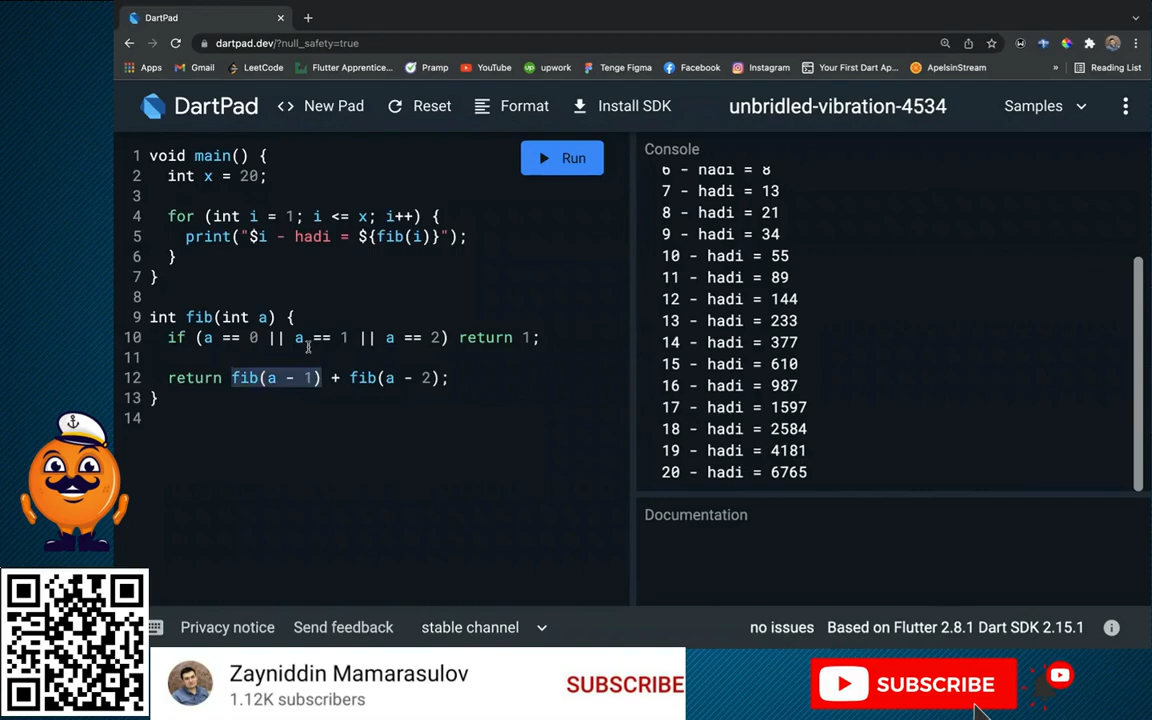 DartPad
dartpad.dev/?null_safety=true
Apps
Gmail
LeetCode
Flutter Apprentice...
Pramp
YouTube
upwork
Tenge Figma
Facebook
Instagram
Your First Dart Ap...
ApelsinStream
»
Reading List
DartPad
<> New Pad
Reset
Format
Install SDK
unbridled-vibration-4534
Samples
Run
1 void main() {
2 int x = 20;
3
4 for (int i = 1; i <= x; i++) {
5 print("$i - hadi = ${fib(i)}");
6 }
7 }
8
9 int fib(int a) {
10 if (a == 0 || a == 1 || a == 2) return 1;
11
12 return fib(a - 1) + fib(a - 2);
13 }
14
Console
6 - hadi = 8
7 - hadi = 13
8 - hadi = 21
9 - hadi = 34
10 - hadi = 55
11 - hadi = 89
12 - hadi = 144
13 - hadi = 233
14 - hadi = 377
15 - hadi = 610
16 - hadi = 987
17 - hadi = 1597
18 - hadi = 2584
19 - hadi = 4181
20 - hadi = 6765
Documentation
Privacy notice
Send feedback
stable channel
no issues
Based on Flutter 2.8.1 Dart SDK 2.15.1
Zayniddin Mamarasulov
1.12K subscribers
SUBSCRIBE
SUBSCRIBE